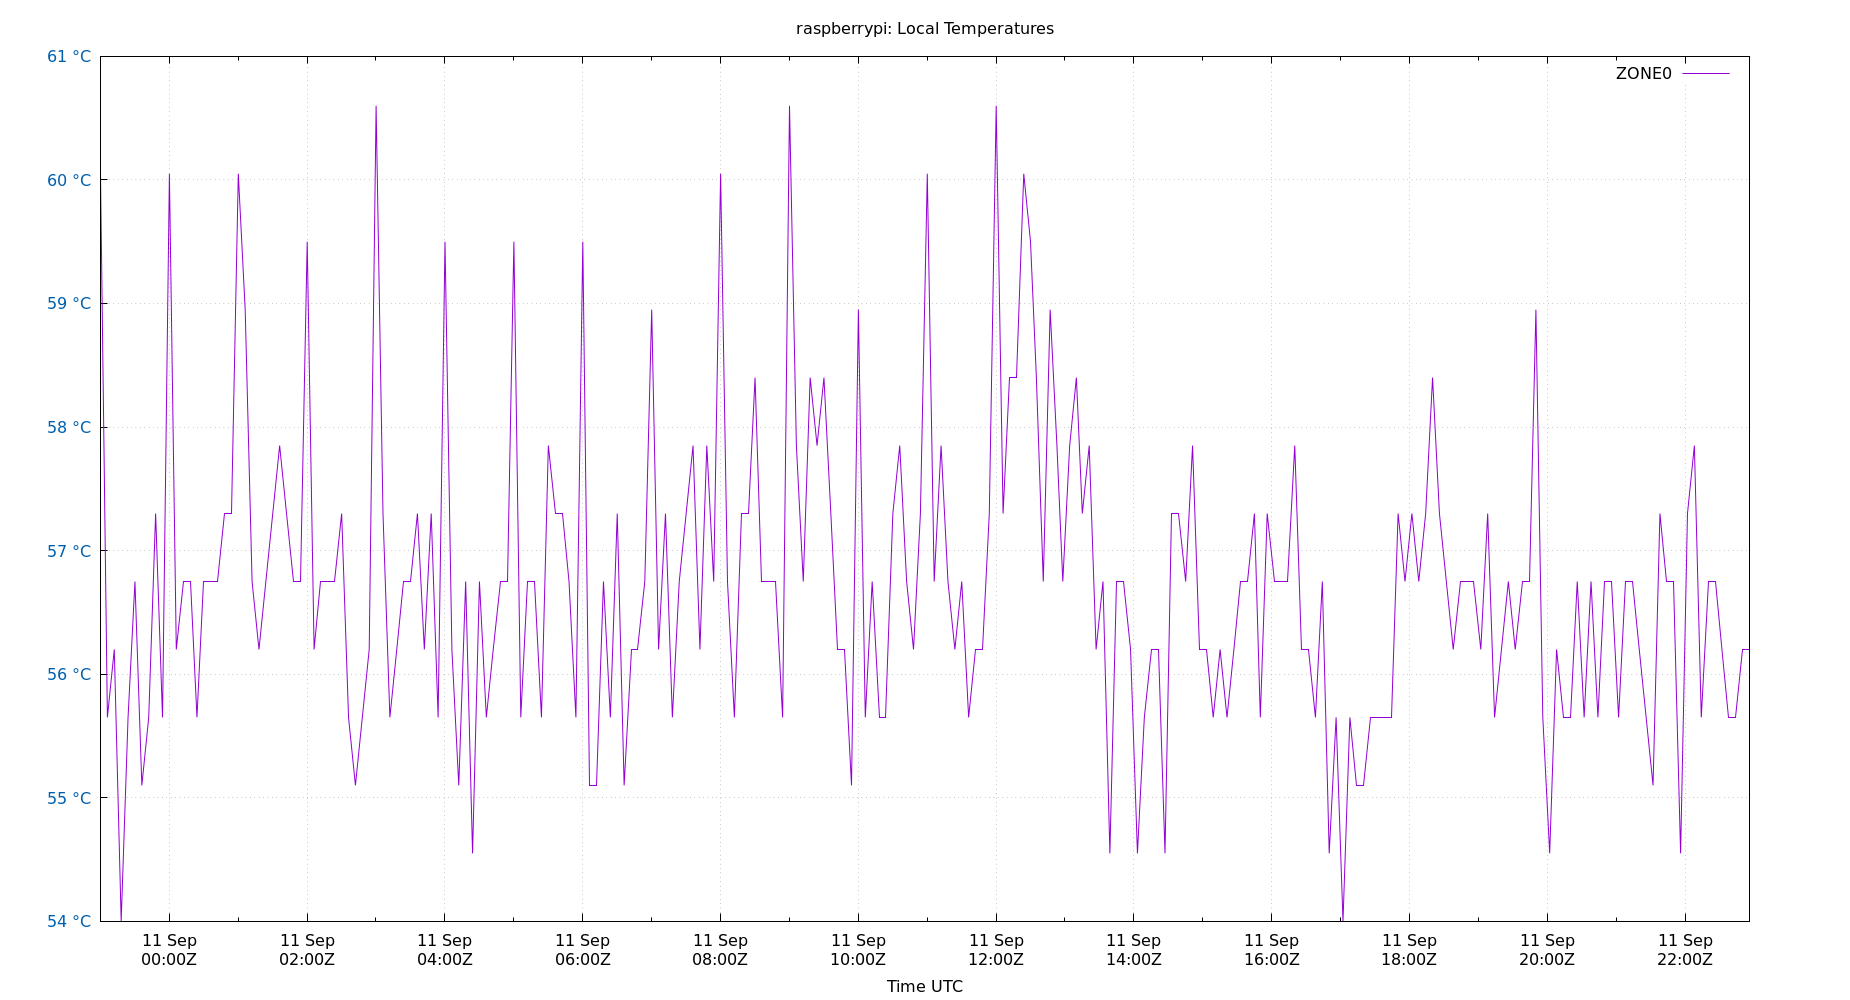 raspberrypi: Local Temperatures
61 °C
ZONE0
60 °C
59 °C
58 °C
57 °C
56 °C
55 °C
54 °C
11 Sep 11 Sep 11 Sep 11 Sep 11 Sep 11 Sep 11 Sep 11 Sep 11 Sep 11 Sep 11 Sep 11 Sep
00:00Z 02:00Z 04:00Z 06:00Z 08:00Z 10:00Z 12:00Z 14:00Z 16:00Z 18:00Z 20:00Z 22:00Z
Time UTC